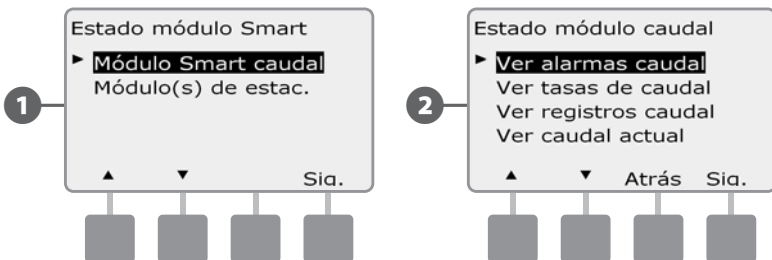 1
Estado módulo Smart
► Módulo Smart caudal
Módulo(s) de estac.
▲ ▼ Sig.
2
Estado módulo caudal
► Ver alarmas caudal
Ver tasas de caudal
Ver registros caudal
Ver caudal actual
▲ ▼ Atrás Sig.